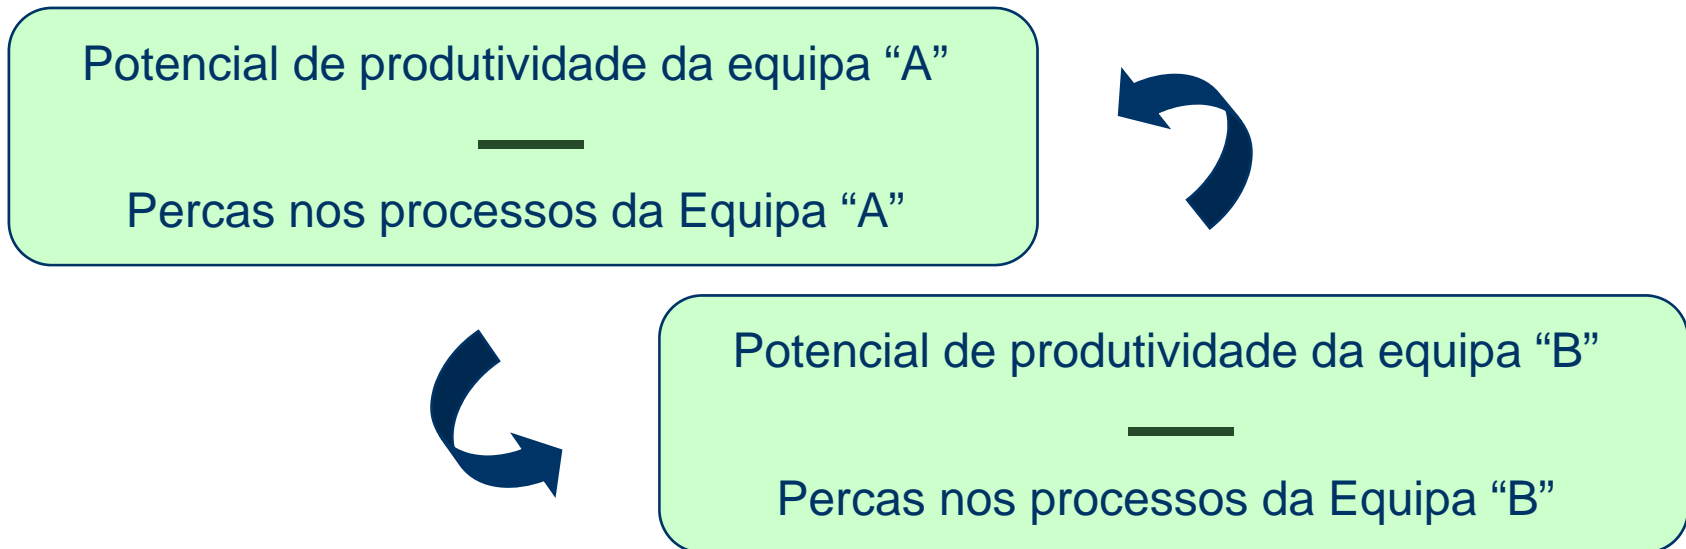 Potencial de produtividade da equipa “A”
Percas nos processos da Equipa “A”
Potencial de produtividade da equipa “B”
Percas nos processos da Equipa “B”